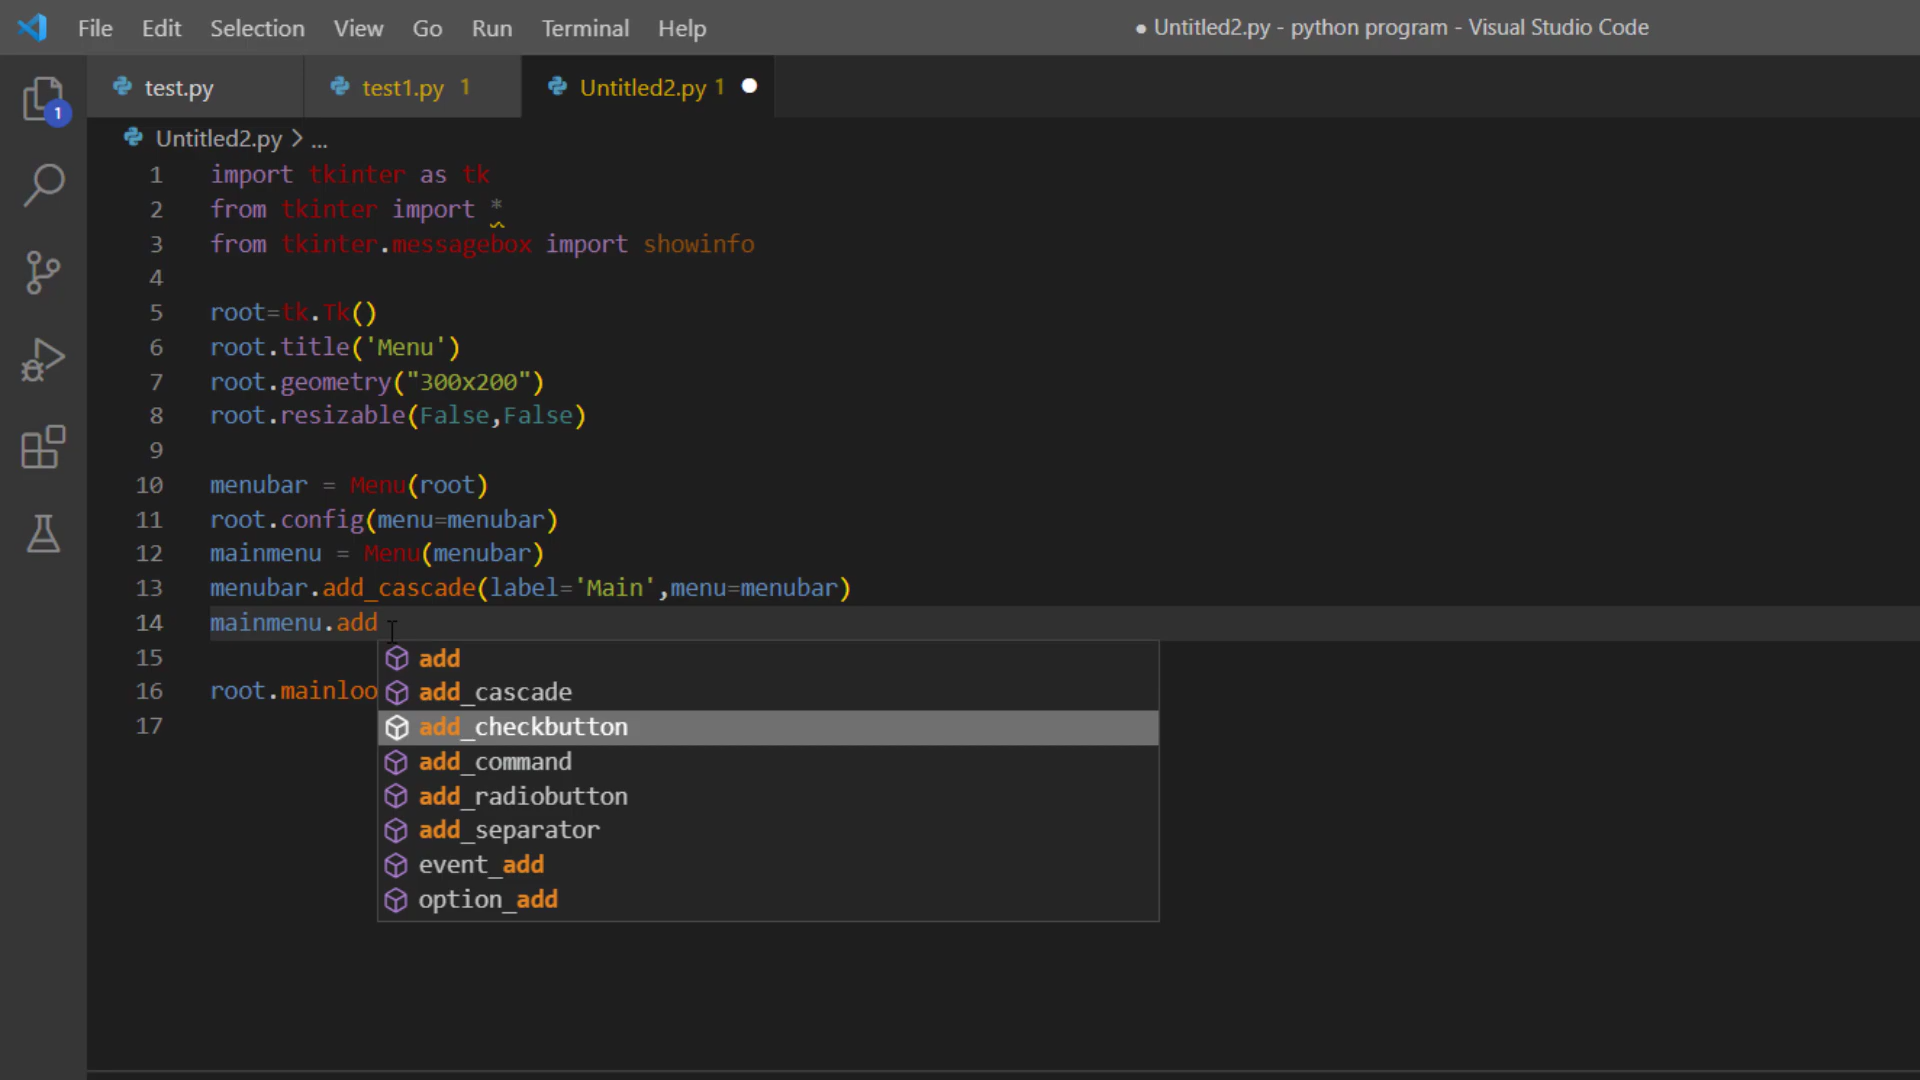 File Edit Selection View Go Run Terminal Help ● Untitled2.py - python program - Visual Studio Code
test.py test1.py 1 Untitled2.py 1 ●
1
Untitled2.py > ...
1 import tkinter as tk
2 from tkinter import *
3 from tkinter.messagebox import showinfo
4
5 root=tk.Tk()
6 root.title('Menu')
7 root.geometry("300x200")
8 root.resizable(False,False)
9
10 menubar = Menu(root)
11 root.config(menu=menubar)
12 mainmenu = Menu(menubar)
13 menubar.add_cascade(label='Main',menu=menubar)
14 mainmenu.add
15
16 root.mainloo
17
add
add_cascade
add_checkbutton
add_command
add_radiobutton
add_separator
event_add
option_add